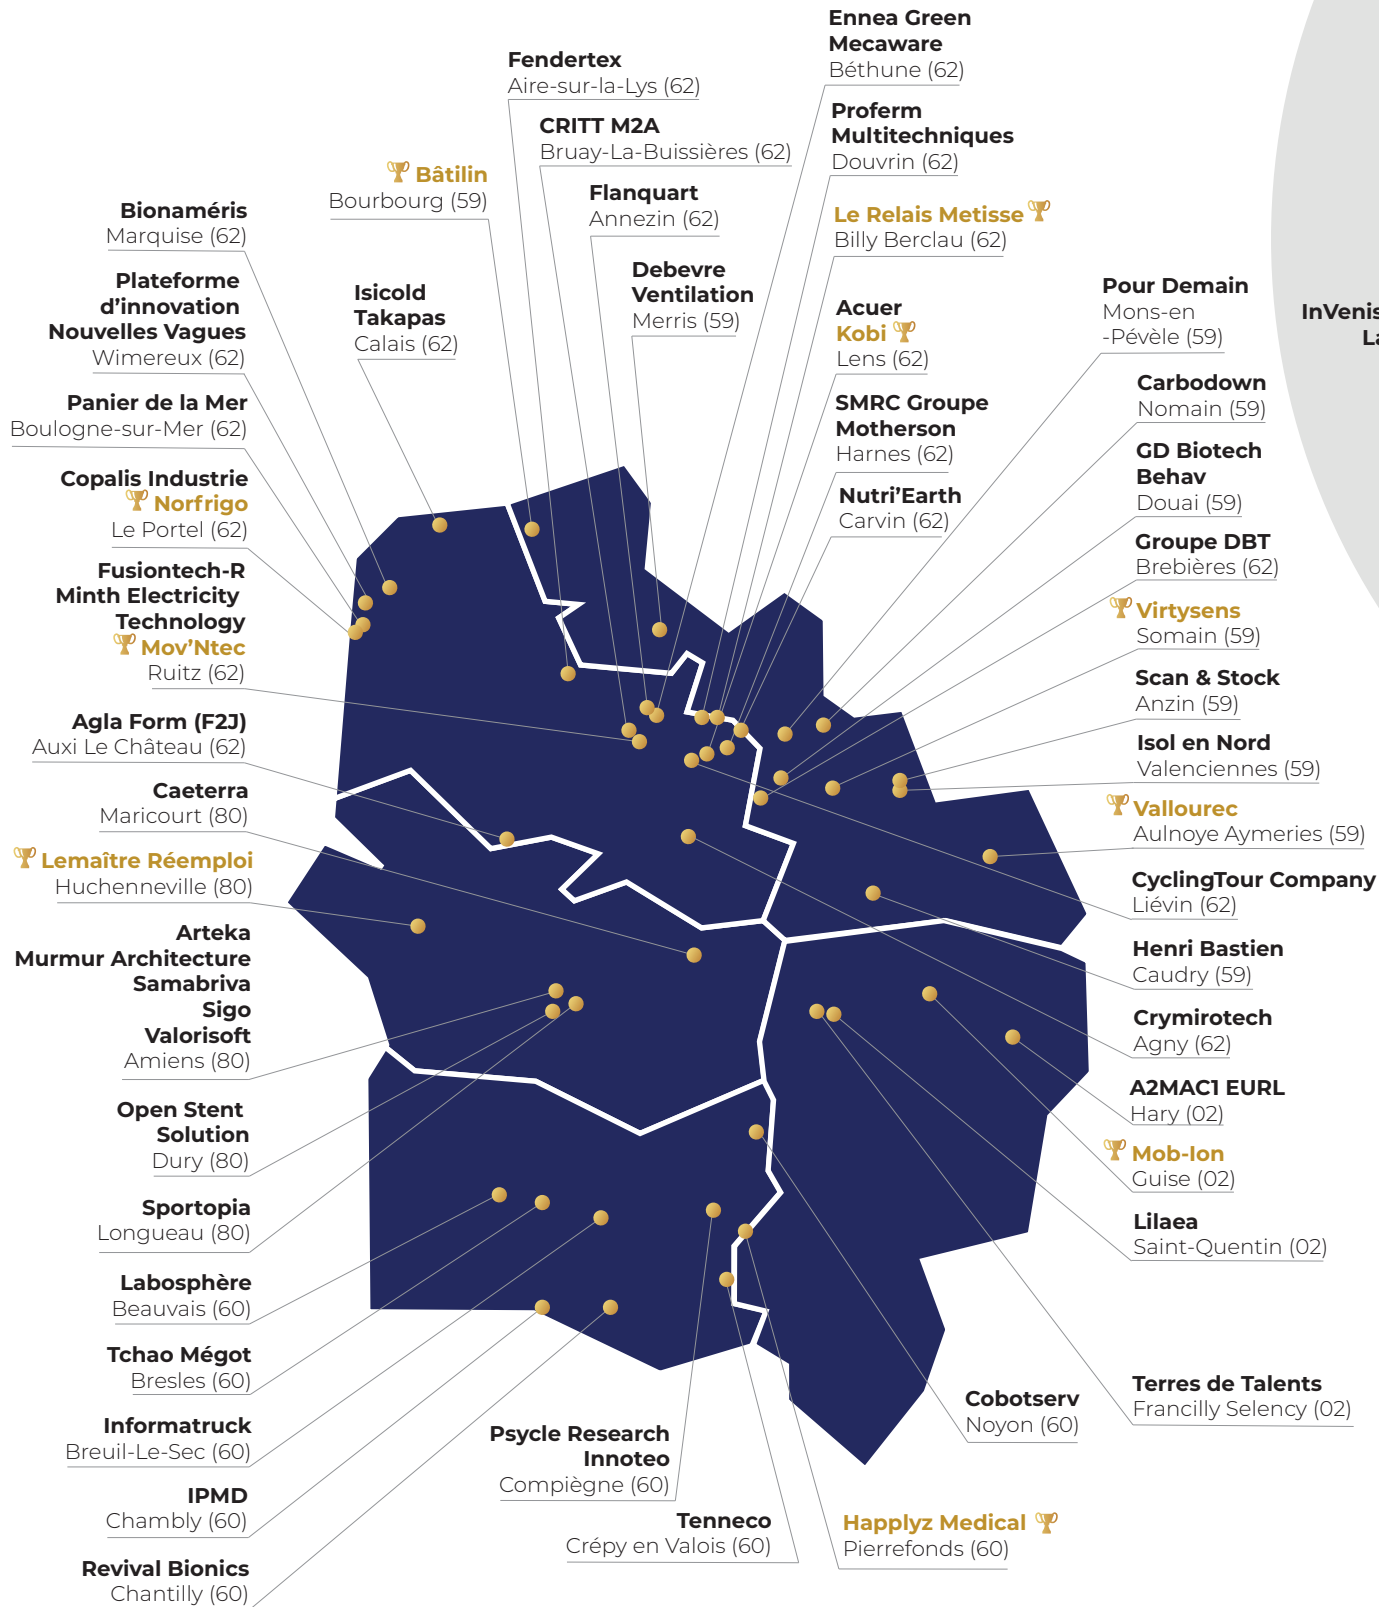 Ennea Green
Mecaware
Béthune (62)
Fendertex
Aire-sur-la-Lys (62)
Proferm
Multitechniques
Douvrin (62)
CRITT M2A
Bruay-La-Buissières (62)
Bâtilin
Bourbourg (59)
Flanquart
Annezin (62)
Le Relais Metisse
Billy Berclau (62)
Bionaméris
Marquise (62)
Debevre
Ventilation
Merris (59)
Plateforme
d’innovation
Nouvelles Vagues
Wimereux (62)
Isicold
Takapas
Calais (62)
Acuer
Kobi
Lens (62)
Pour Demain
Mons-en
-Pévèle (59)
InVenis
La
Panier de la Mer
Boulogne-sur-Mer (62)
SMRC Groupe
Motherson
Harnes (62)
Carbodown
Nomain (59)
Copalis Industrie
Norfrigo
Le Portel (62)
Nutri’Earth
Carvin (62)
GD Biotech
Behav
Douai (59)
Groupe DBT
Brebières (62)
Fusiontech-R
Minth Electricity
Technology
Mov’Ntec
Ruitz (62)
Virtysens
Somain (59)
Scan & Stock
Anzin (59)
Agla Form (F2J)
Auxi Le Château (62)
Isol en Nord
Valenciennes (59)
Caeterra
Maricourt (80)
Vallourec
Aulnoye Aymeries (59)
Lemaître Réemploi
Huchenneville (80)
CyclingTour Company
Liévin (62)
Arteka
Murmur Architecture
Samabriva
Sigo
Valorisoft
Amiens (80)
Henri Bastien
Caudry (59)
Crymirotech
Agny (62)
Open Stent
Solution
Dury (80)
A2MAC1 EURL
Hary (02)
Mob-Ion
Guise (02)
Sportopia
Longueau (80)
Lilaea
Saint-Quentin (02)
Labosphère
Beauvais (60)
Tchao Mégot
Bresles (60)
Terres de Talents
Francilly Selency (02)
Cobotserv
Noyon (60)
Informatruck
Breuil-Le-Sec (60)
Psycle Research
Innoteo
Compiègne (60)
IPMD
Chambly (60)
Tenneco
Crépy en Valois (60)
Happlyz Medical
Pierrefonds (60)
Revival Bionics
Chantilly (60)